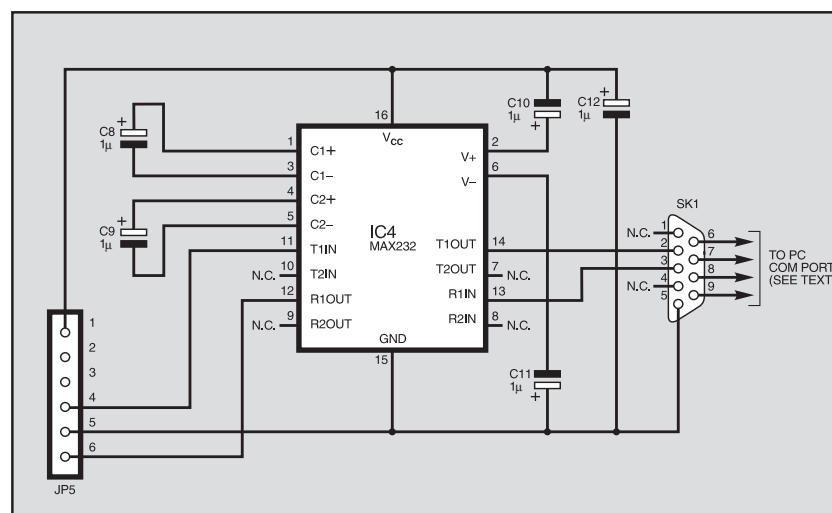 16
C8
1µ
+
1
C1+
VCC
C10
1µ
+
C12
1µ
+
2
V+
3
C1–
6
V–
4
C2+
C9
1µ
+
5
C2–
IC4
MAX232
SK1
N.C.
1
6
11
T1IN
T1OUT
14
2
7
TO PC
COM PORT
(SEE TEXT
N.C.
10
T2IN
T2OUT
7
N.C.
3
8
12
R1OUT
R1IN
13
N.C.
4
9
N.C.
9
R2OUT
R2IN
8
N.C.
5
GND
15
C11
1µ
+
1
2
3
4
5
6
JP5